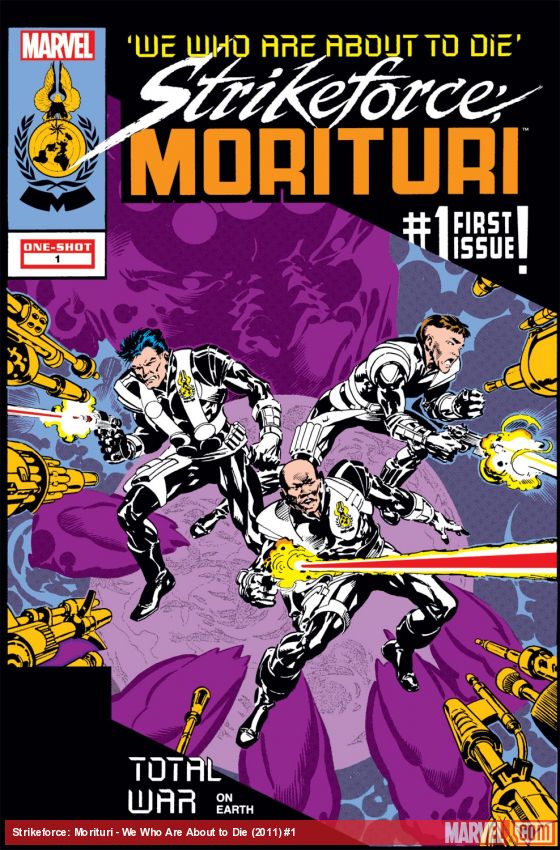 MARVEL
'WE WHO ARE ABOUT TO DIE'
Strikeforce:
MORITURI™
#1 FIRST
ISSUE!
ONE-SHOT
1
TOTAL
WAR ON
EARTH
Strikeforce: Morituri - We Who Are About to Die (2011) #1
MARVEL.COM